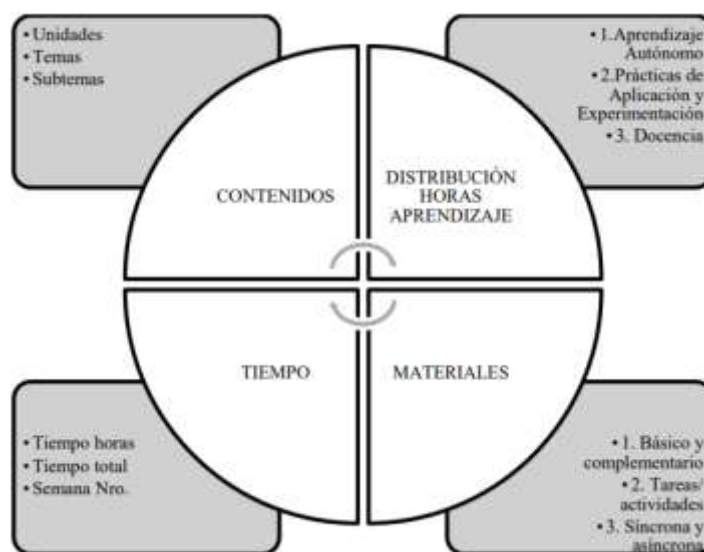 • Unidades
• Temas
• Subtemas
• 1.Aprendizaje
Autónomo
• 2.Prácticas de
Aplicación y
Experimentación
• 3. Docencia
CONTENIDOS
DISTRIBUCIÓN
HORAS
APRENDIZAJE
TIEMPO
MATERIALES
• Tiempo horas
• Tiempo total
• Semana Nro.
• 1. Básico y
complementario
• 2. Tareas/
actividades
• 3. Síncrona y
asíncrona